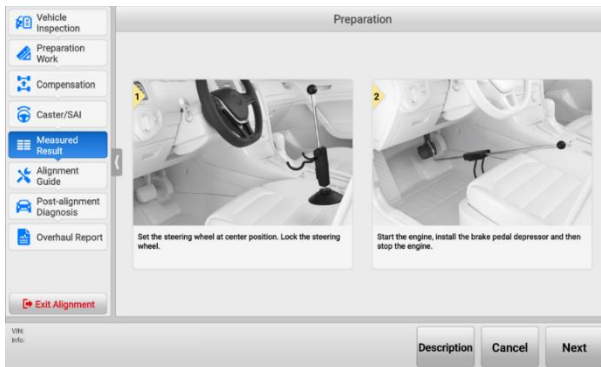 Preparation
Vehicle
Inspection
Preparation
Work
Compensation
Caster/SAI
Measured
Result
Alignment
Guide
Post-alignment
Diagnosis
Overhaul Report
Exit Alignment
1
Set the steering wheel at center position. Lock the steering
wheel.
2
Start the engine, install the brake pedal depressor and then
stop the engine.
VIN:
Info:
Description
Cancel
Next